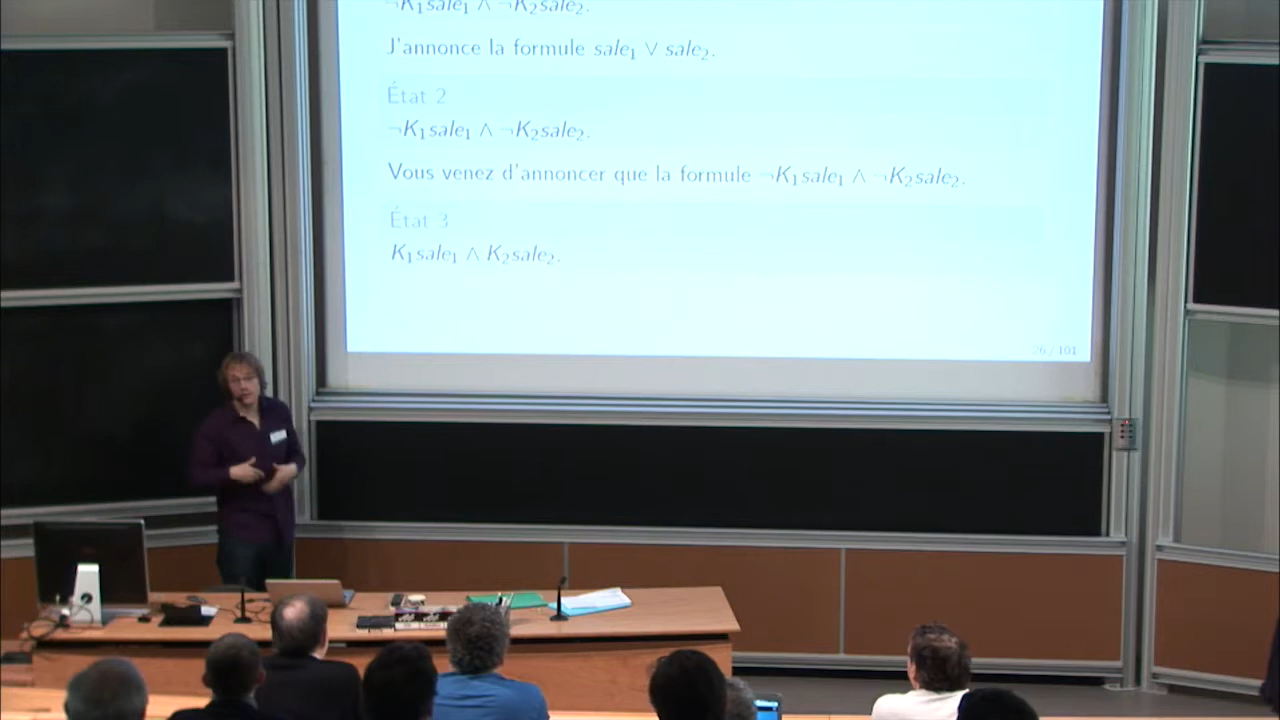 ¬K₁sale₁ ∧ ¬K₂sale₂.
J'annonce la formule sale₁ ∨ sale₂.
État 2
¬K₁sale₁ ∧ ¬K₂sale₂.
Vous venez d'annoncer que la formule ¬K₁sale₁ ∧ ¬K₂sale₂.
État 3
K₁sale₁ ∧ K₂sale₂.
26 / 101